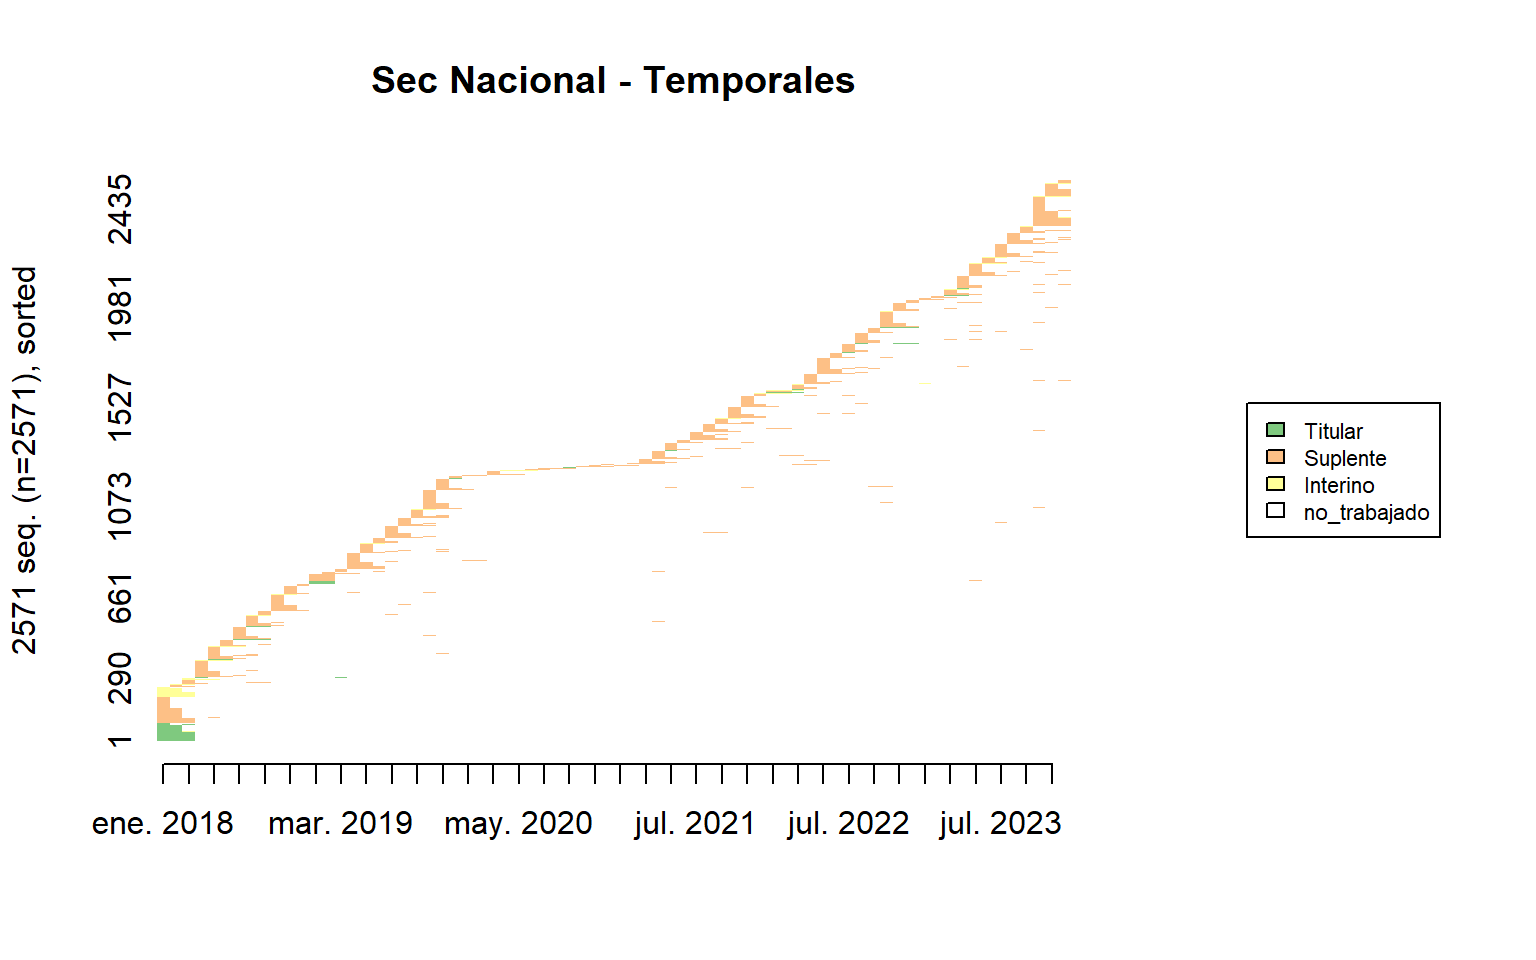 Sec Nacional - Temporales
2571 seq. (n=2571), sorted
2435
1981
1527
1073
661
290
1
ene. 2018
mar. 2019
may. 2020
jul. 2021
jul. 2022
jul. 2023
Titular
Suplente
Interino
no_trabajado